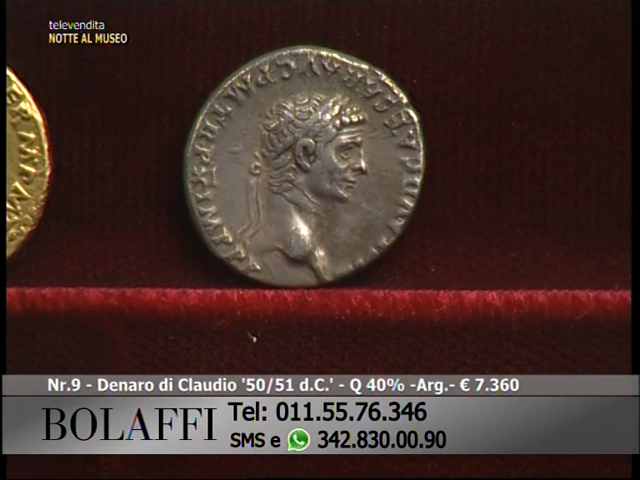 televendita
NOTTE AL MUSEO
Nr.9 - Denaro di Claudio '50/51 d.C.' - Q 40% -Arg.- € 7.360
BOLAFFI
Tel: 011.55.76.346
SMS e 342.830.00.90